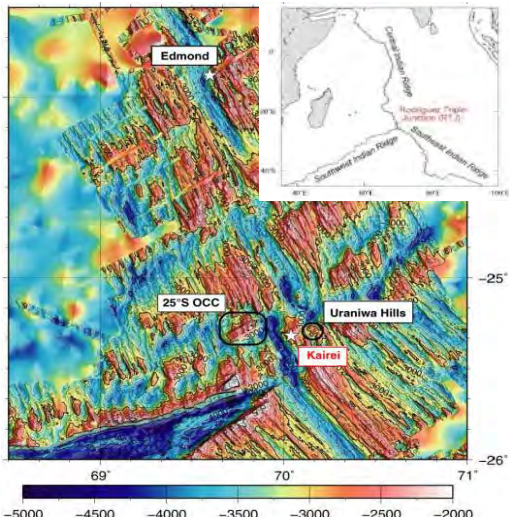 Edmond
0°
20°S
40°S
40°E
60°E
80°E
100°E
Central Indian Ridge
Rodriguez Triple
Junction (RTJ)
Southwest Indian Ridge
Southeast Indian Ridge
25°S OCC
Uraniwa Hills
Kairei
-25°
-26°
69°
70°
71°
-5000 -4500 -4000 -3500 -3000 -2500 -2000